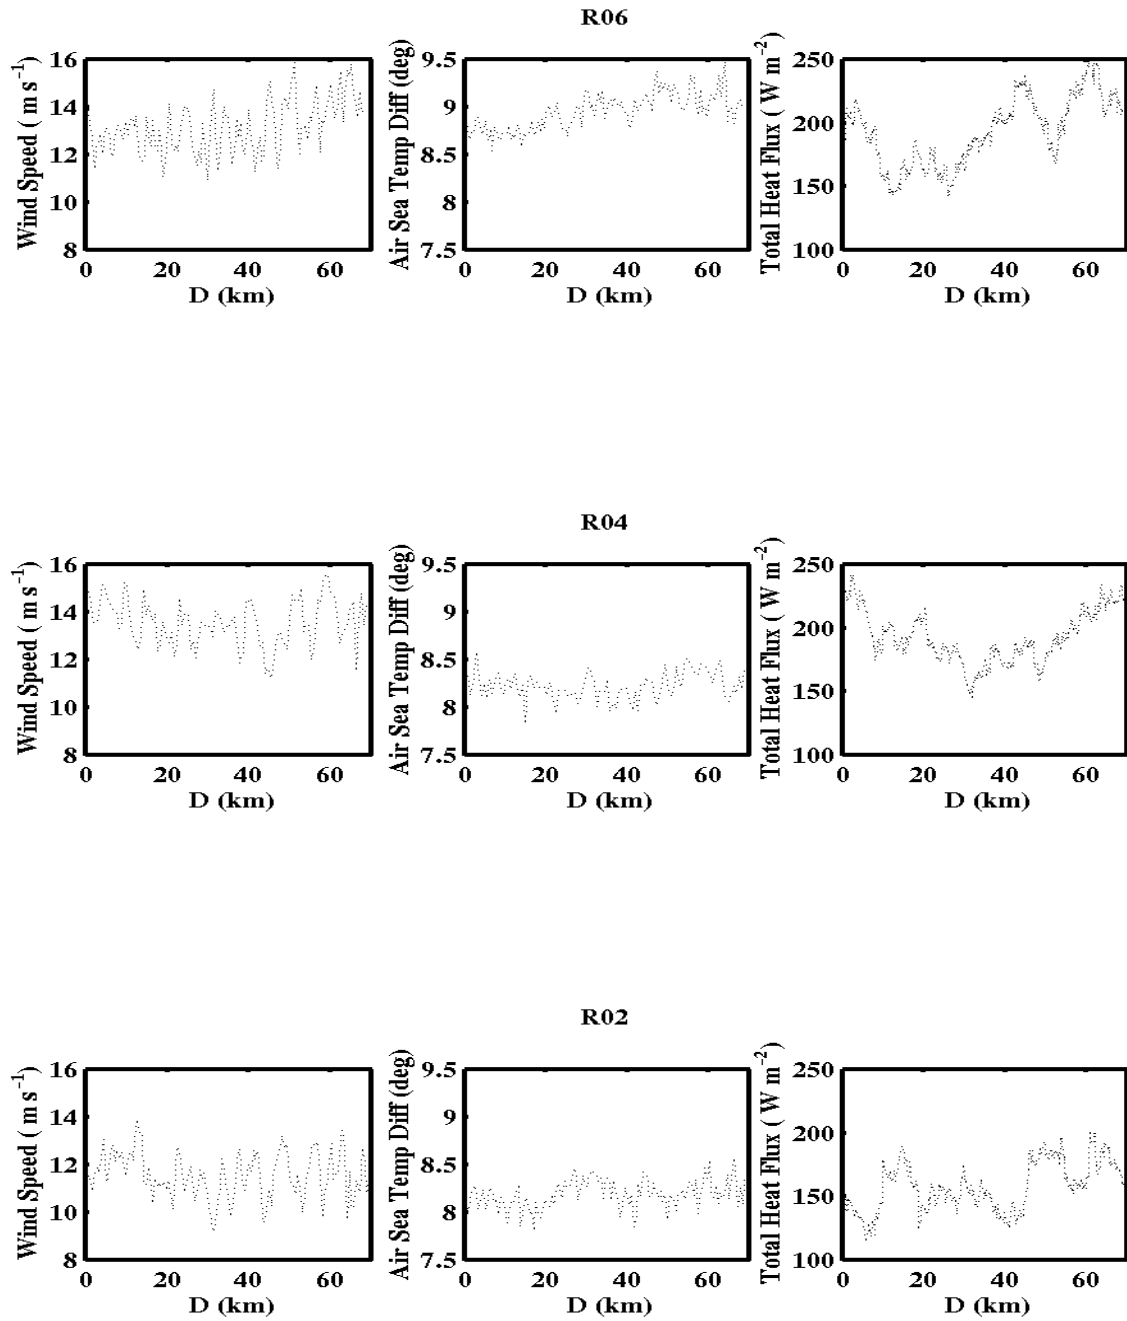 R06
Wind Speed ( m s⁻¹)
16
14
12
10
8
0 20 40 60
D (km)
Air Sea Temp Diff (deg)
9.5
9
8.5
8
7.5
0 20 40 60
D (km)
Total Heat Flux ( W m⁻²)
250
200
150
100
0 20 40 60
D (km)
R04
Wind Speed ( m s⁻¹)
16
14
12
10
8
0 20 40 60
D (km)
Air Sea Temp Diff (deg)
9.5
9
8.5
8
7.5
0 20 40 60
D (km)
Total Heat Flux ( W m⁻²)
250
200
150
100
0 20 40 60
D (km)
R02
Wind Speed ( m s⁻¹)
16
14
12
10
8
0 20 40 60
D (km)
Air Sea Temp Diff (deg)
9.5
9
8.5
8
7.5
0 20 40 60
D (km)
Total Heat Flux ( W m⁻²)
250
200
150
100
0 20 40 60
D (km)